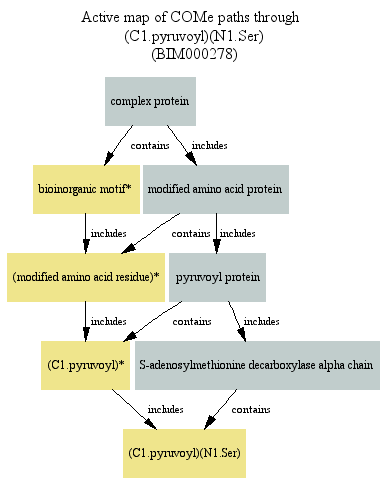 Active map of COMe paths through
(C1.pyruvoyl)(N1.Ser)
(BIM000278)
complex protein
contains
includes
bioinorganic motif*
modified amino acid protein
includes
contains
includes
(modified amino acid residue)*
pyruvoyl protein
includes
contains
includes
(C1.pyruvoyl)*
S-adenosylmethionine decarboxylase alpha chain
includes
contains
(C1.pyruvoyl)(N1.Ser)